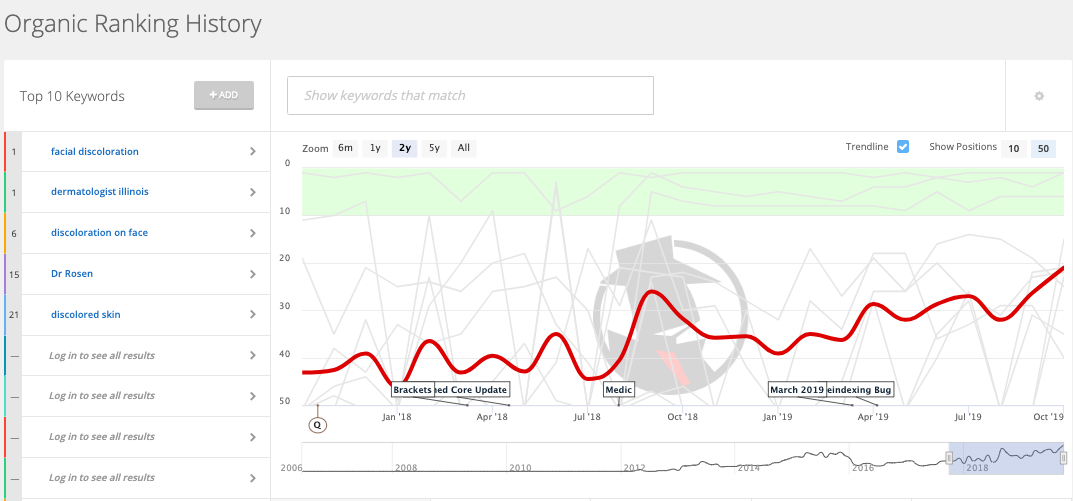 Organic Ranking History
Top 10 Keywords
+ ADD
Show keywords that match
1 facial discoloration
1 dermatologist illinois
6 discoloration on face
15 Dr Rosen
21 discolored skin
— Log in to see all results
— Log in to see all results
— Log in to see all results
— Log in to see all results
Zoom 6m 1y 2y 5y All
Trendline Show Positions 10 50
0
10
20
30
40
50
Brackets ed Core Update Medic March 2019 eindexing Bug
Q
Jan '18 Apr '18 Jul '18 Oct '18 Jan '19 Apr '19 Jul '19 Oct '19
2006 2008 2010 2012 2014 2016 2018